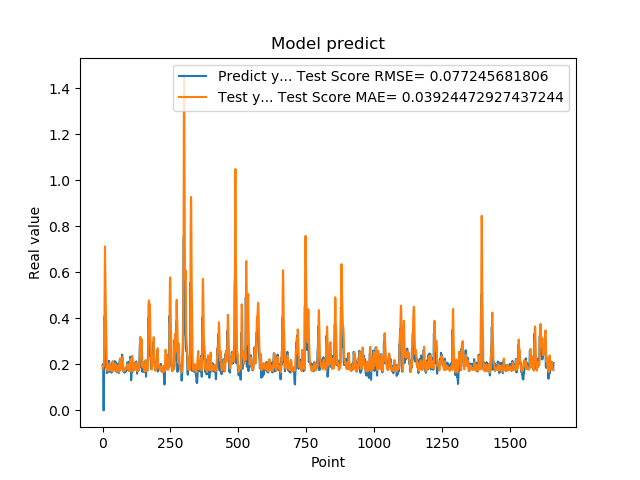 Model predict
Predict y... Test Score RMSE= 0.077245681806
Test y... Test Score MAE= 0.03924472927437244
1.4
1.2
1.0
0.8
0.6
0.4
0.2
0.0
Real value
0 250 500 750 1000 1250 1500
Point